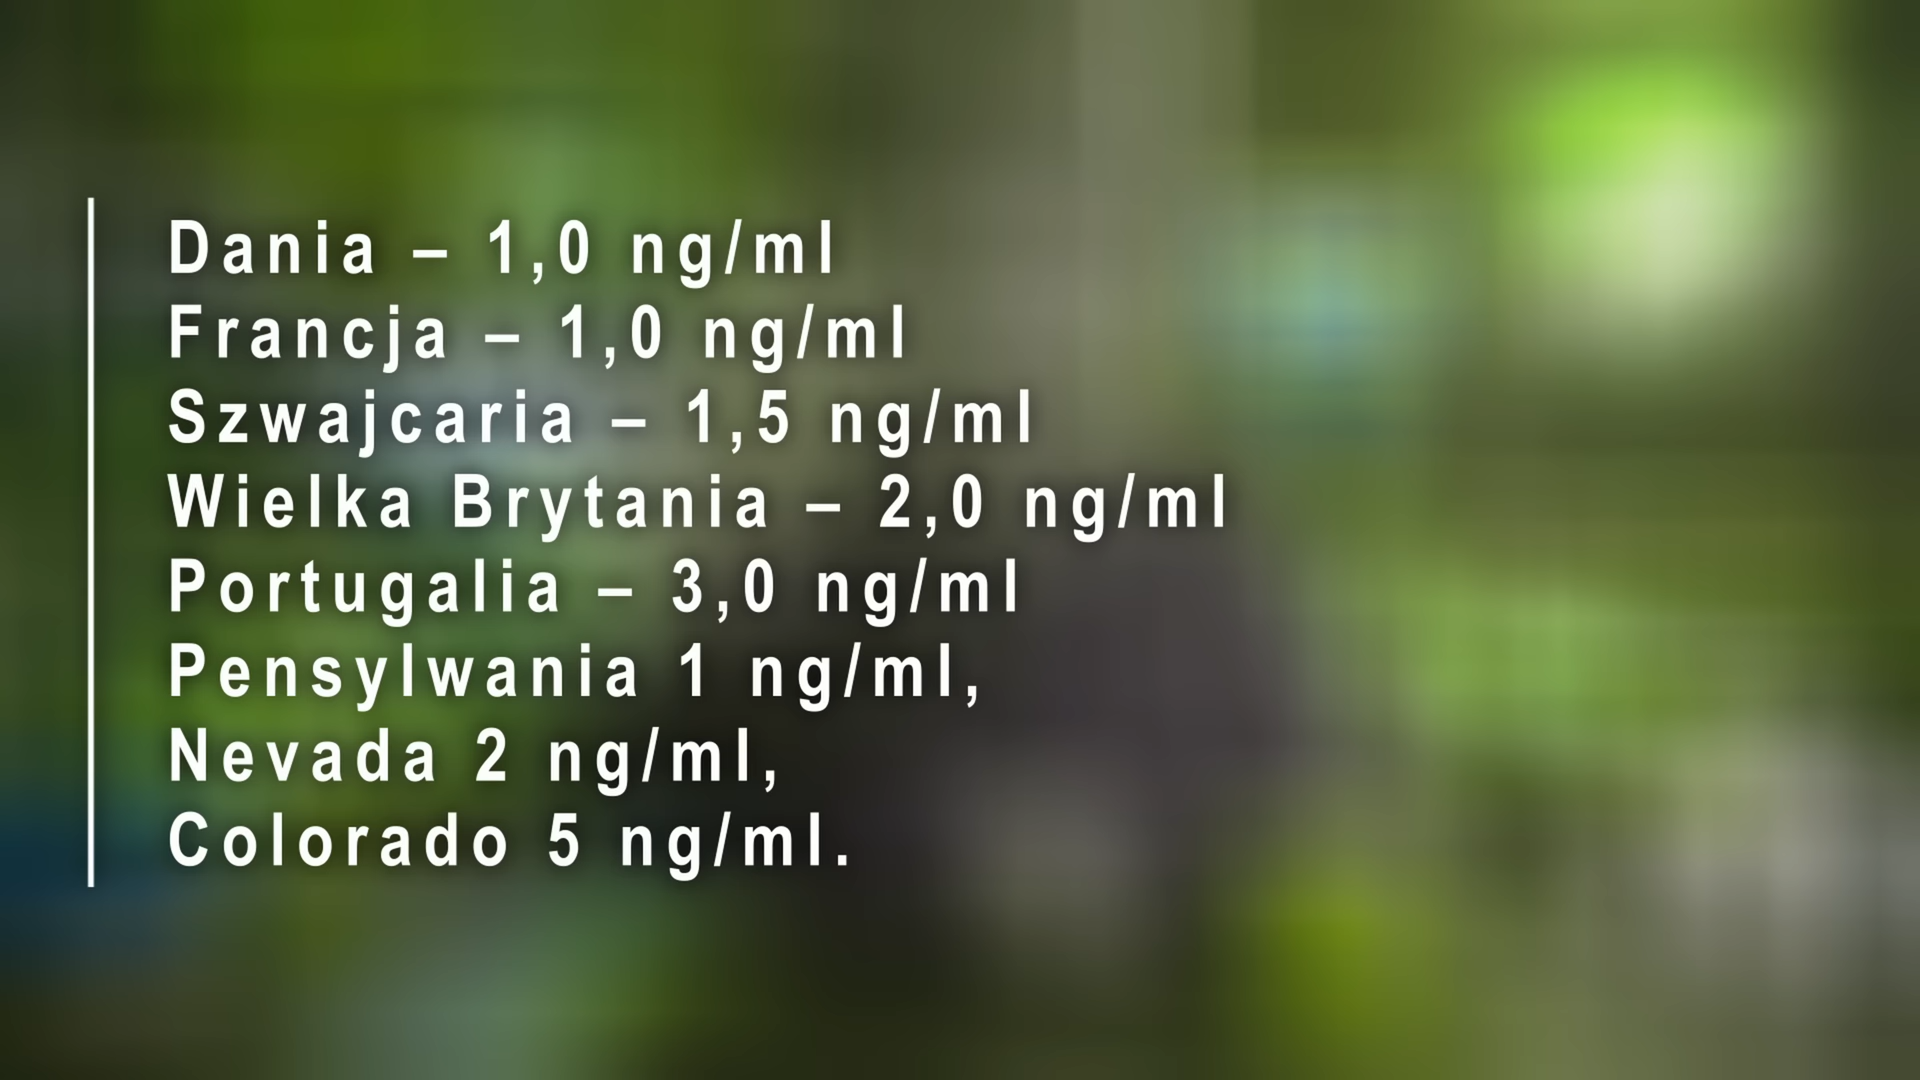 Dania – 1,0 ng/ml
Francja – 1,0 ng/ml
Szwajcaria – 1,5 ng/ml
Wielka Brytania – 2,0 ng/ml
Portugalia – 3,0 ng/ml
Pensylwania 1 ng/ml,
Nevada 2 ng/ml,
Colorado 5 ng/ml.